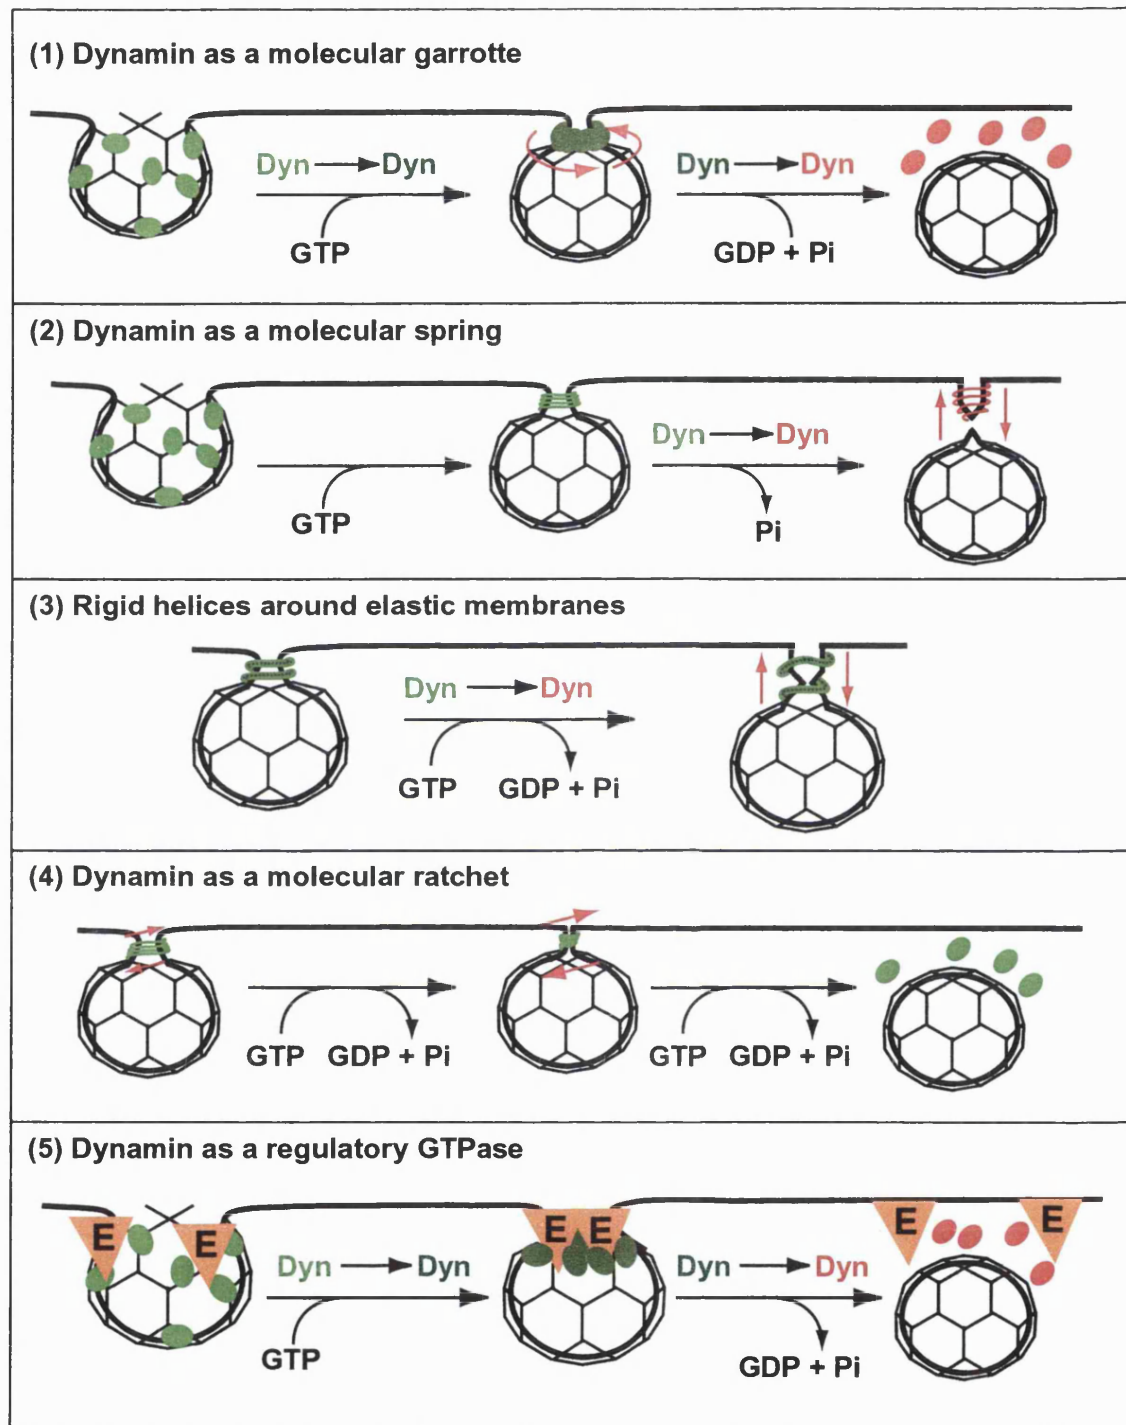 (1) Dynamin as a molecular garrotte
Dyn Dyn
GTP
Dyn Dyn
GDP + Pi
(2) Dynamin as a molecular spring
GTP
Dyn Dyn
Pi
(3) Rigid helices around elastic membranes
Dyn Dyn
GTP GDP + Pi
(4) Dynamin as a molecular ratchet
GTP GDP + Pi
GTP GDP + Pi
(5) Dynamin as a regulatory GTPase
E E
Dyn Dyn
GTP
E E
Dyn Dyn
GDP + Pi
E E